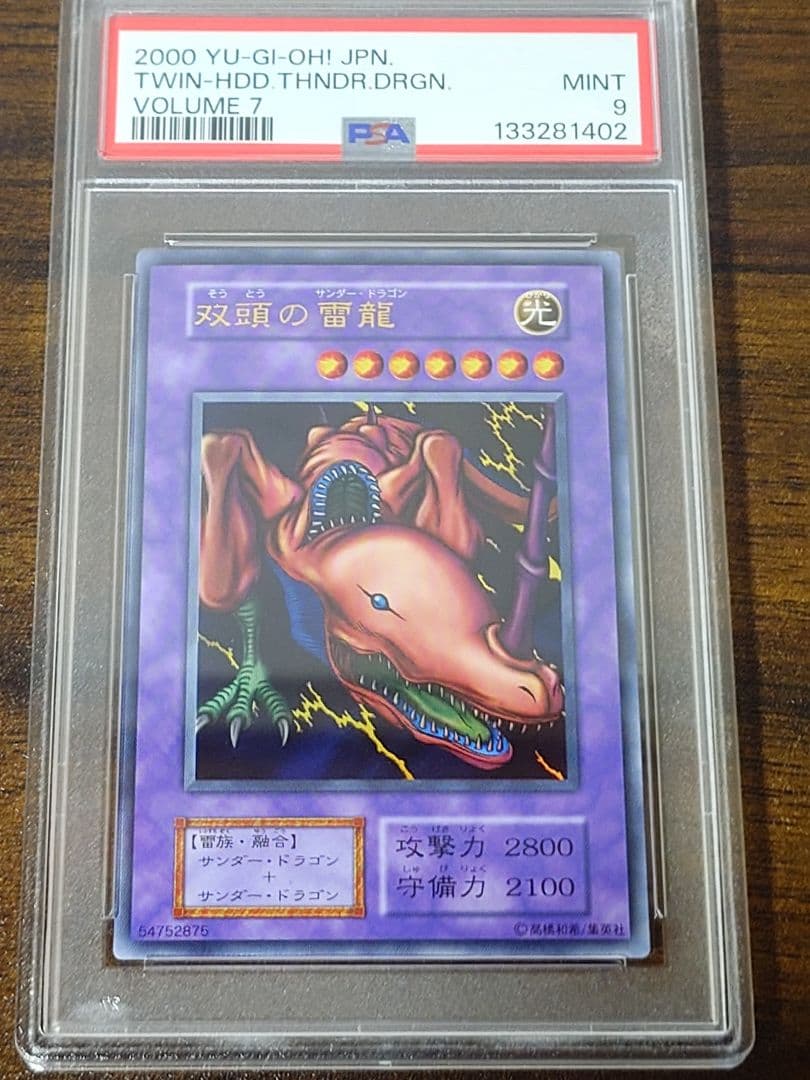 2000 YU-GI-OH! JPN.
TWIN-HDD.THNDR.DRGN. MINT
VOLUME 7 9
PSA 133281402
そう とう サンダー・ドラゴン
双頭の雷龍
光
【雷族・融合】
サンダー・ドラゴン
+
サンダー・ドラゴン
こう げき りょく
攻撃力 2800
しゅ び りょく
守備力 2100
54752875 ©高橋和希/集英社